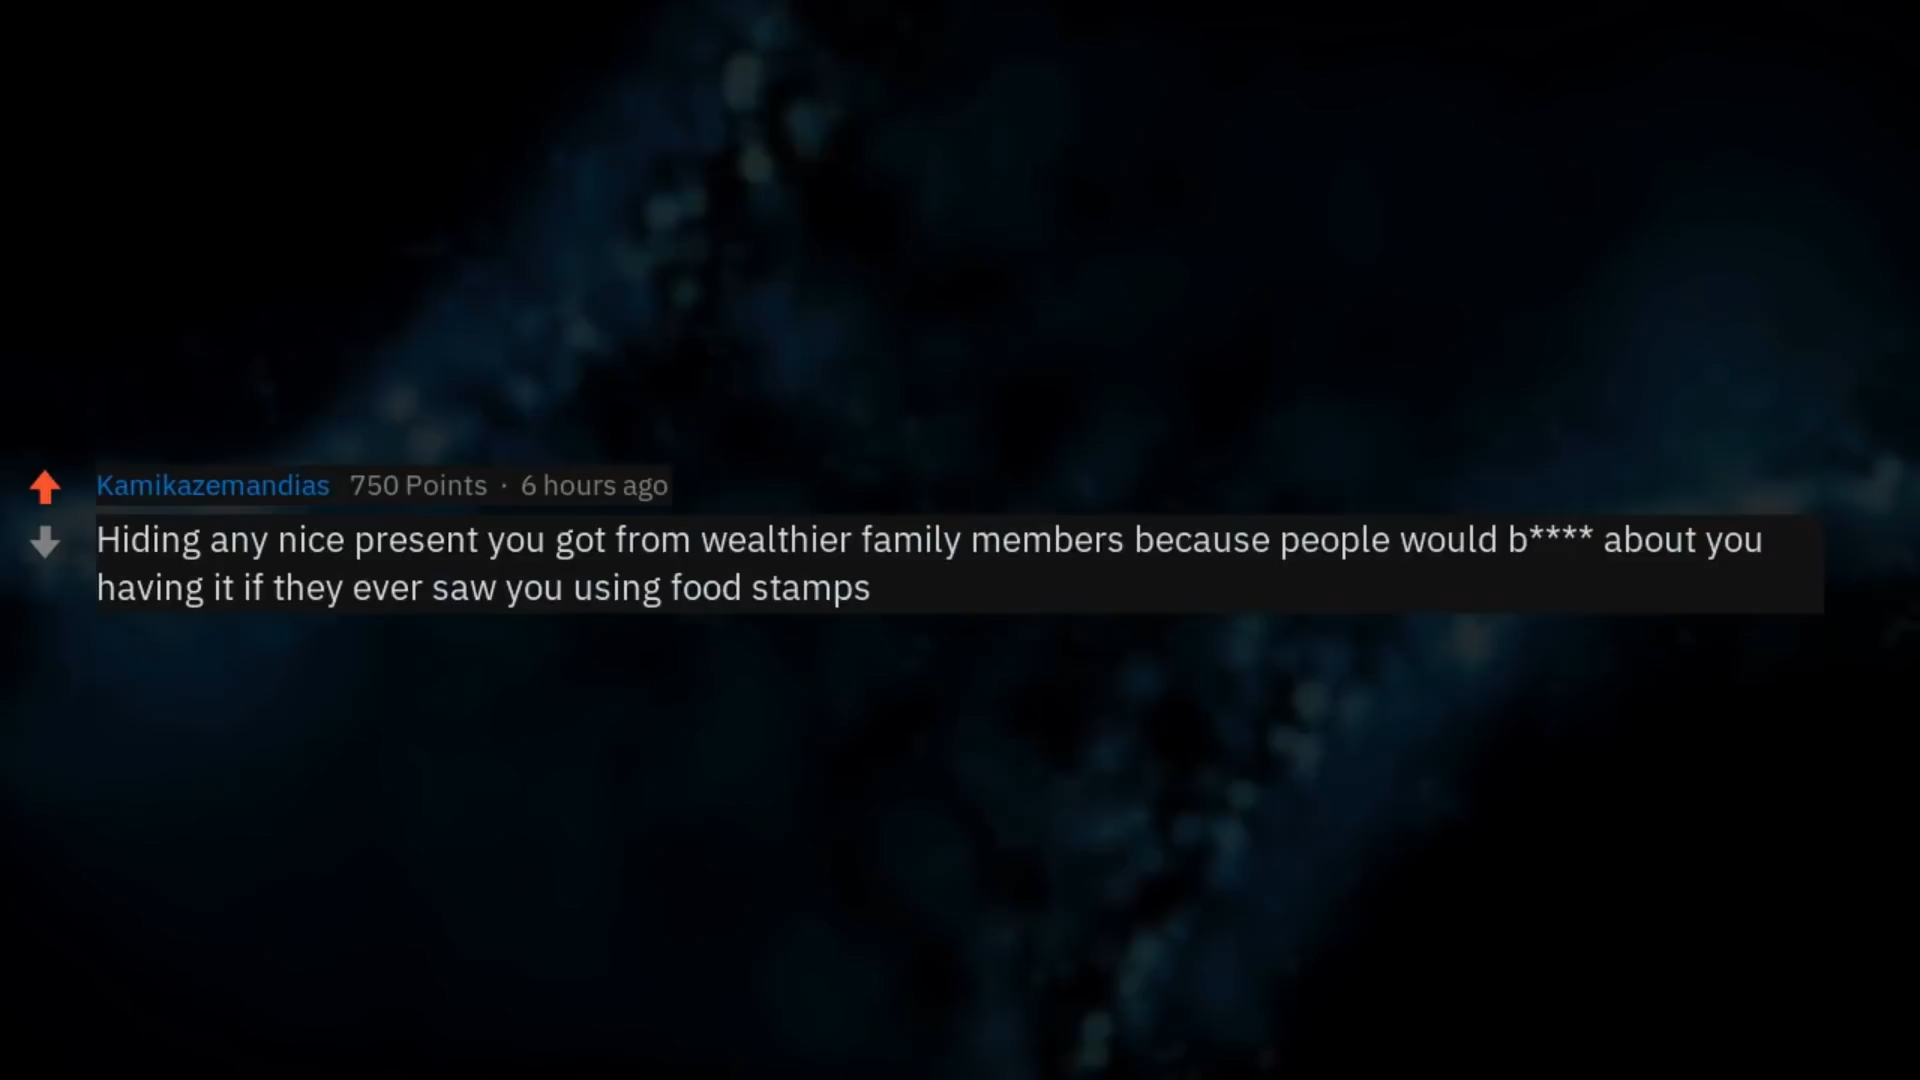 Kamikazemandias 750 Points · 6 hours ago
Hiding any nice present you got from wealthier family members because people would b**** about you
having it if they ever saw you using food stamps